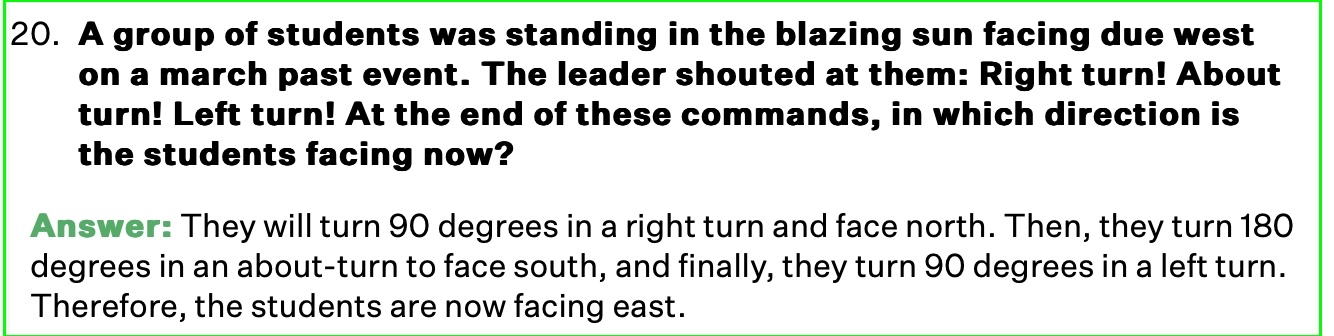 20. A group of students was standing in the blazing sun facing due west
on a march past event. The leader shouted at them: Right turn! About
turn! Left turn! At the end of these commands, in which direction is
the students facing now?
Answer: They will turn 90 degrees in a right turn and face north. Then, they turn 180
degrees in an about-turn to face south, and finally, they turn 90 degrees in a left turn.
Therefore, the students are now facing east.